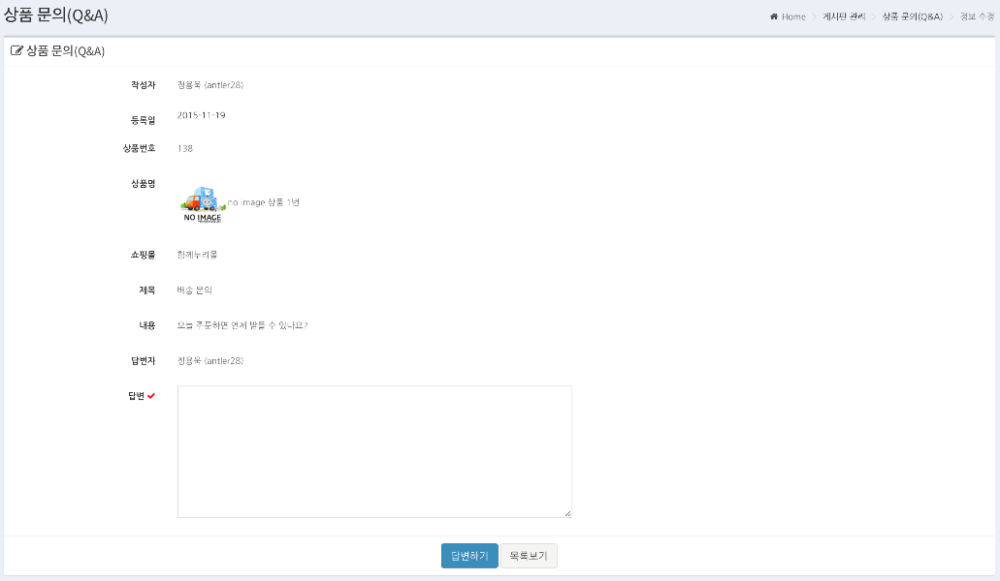 상품 문의(Q&A)
Home > 게시판 관리 > 상품 문의(Q&A) > 정보 수정
상품 문의(Q&A)
작성자 정용욱 (antler28)
등록일 2015-11-19
상품번호 138
상품명 NO IMAGE no image 상품 1번
쇼핑몰 함께누리몰
제목 배송 문의
내용 오늘 주문하면 언제 받을 수 있나요?
답변자 정용욱 (antler28)
답변
답변하기 목록보기